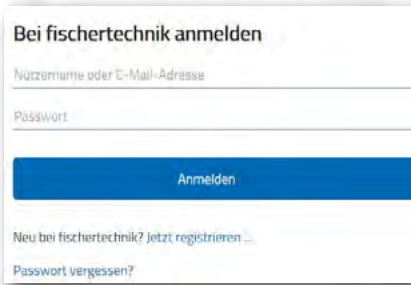 Bei fischertechnik anmelden
Nutzername oder E-Mail-Adresse
Passwort
Anmelden
Neu bei fischertechnik? Jetzt registrieren ...
Passwort vergessen?